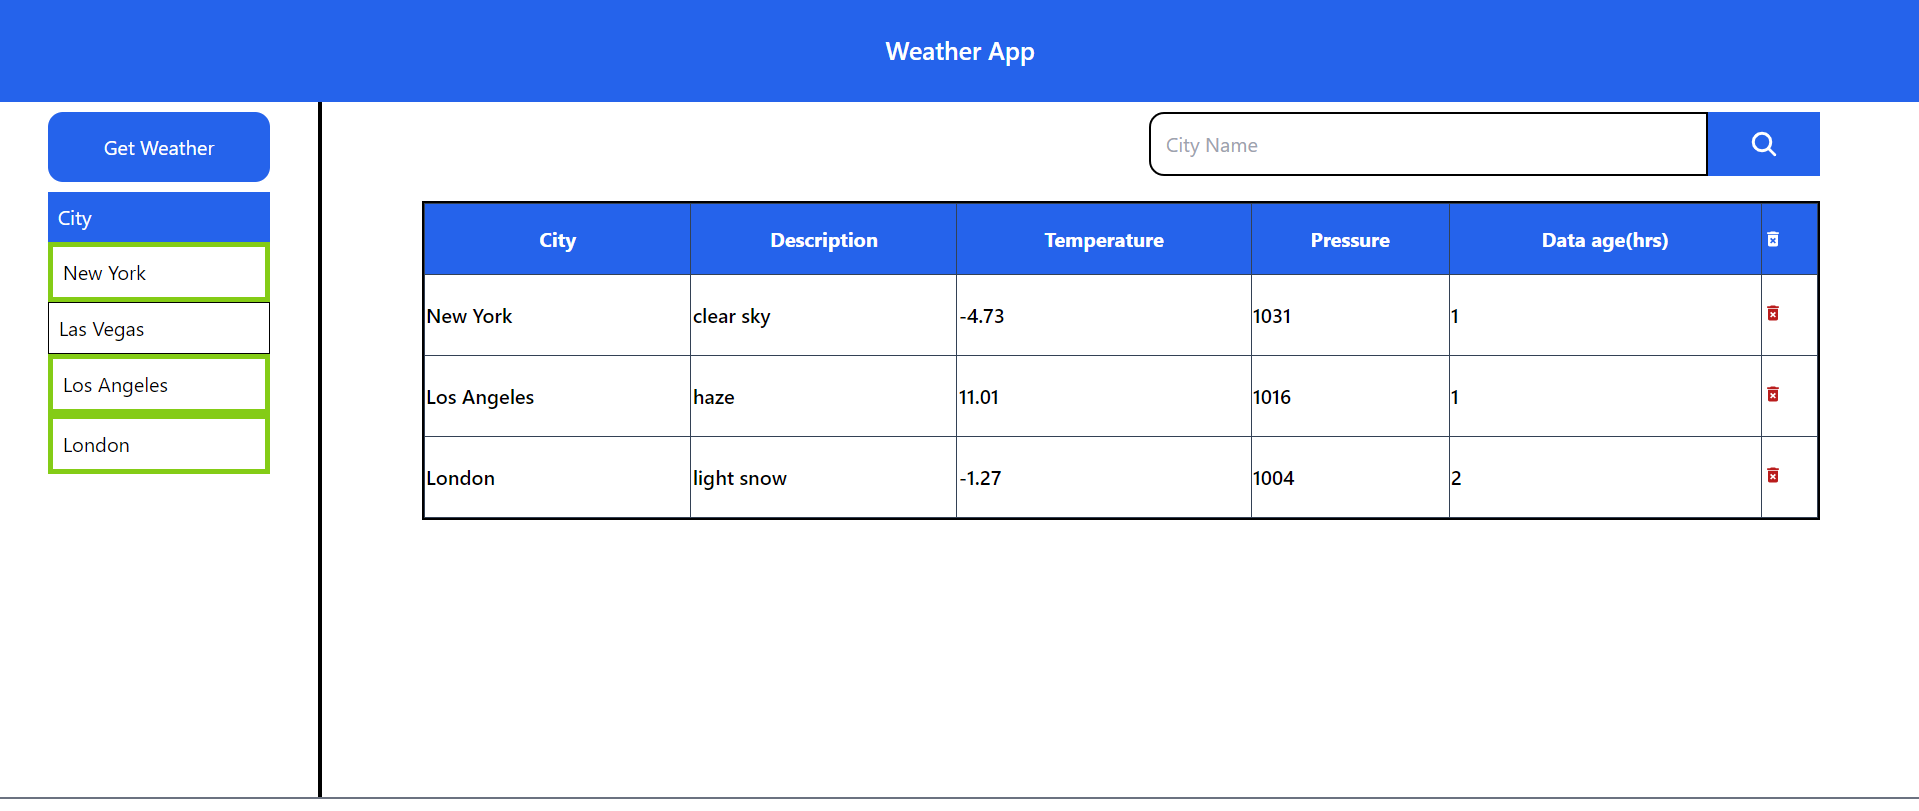 Weather App
Get Weather
City
New York
Las Vegas
Los Angeles
London
City Name
City Description Temperature Pressure Data age(hrs)
New York clear sky -4.73 1031 1
Los Angeles haze 11.01 1016 1
London light snow -1.27 1004 2